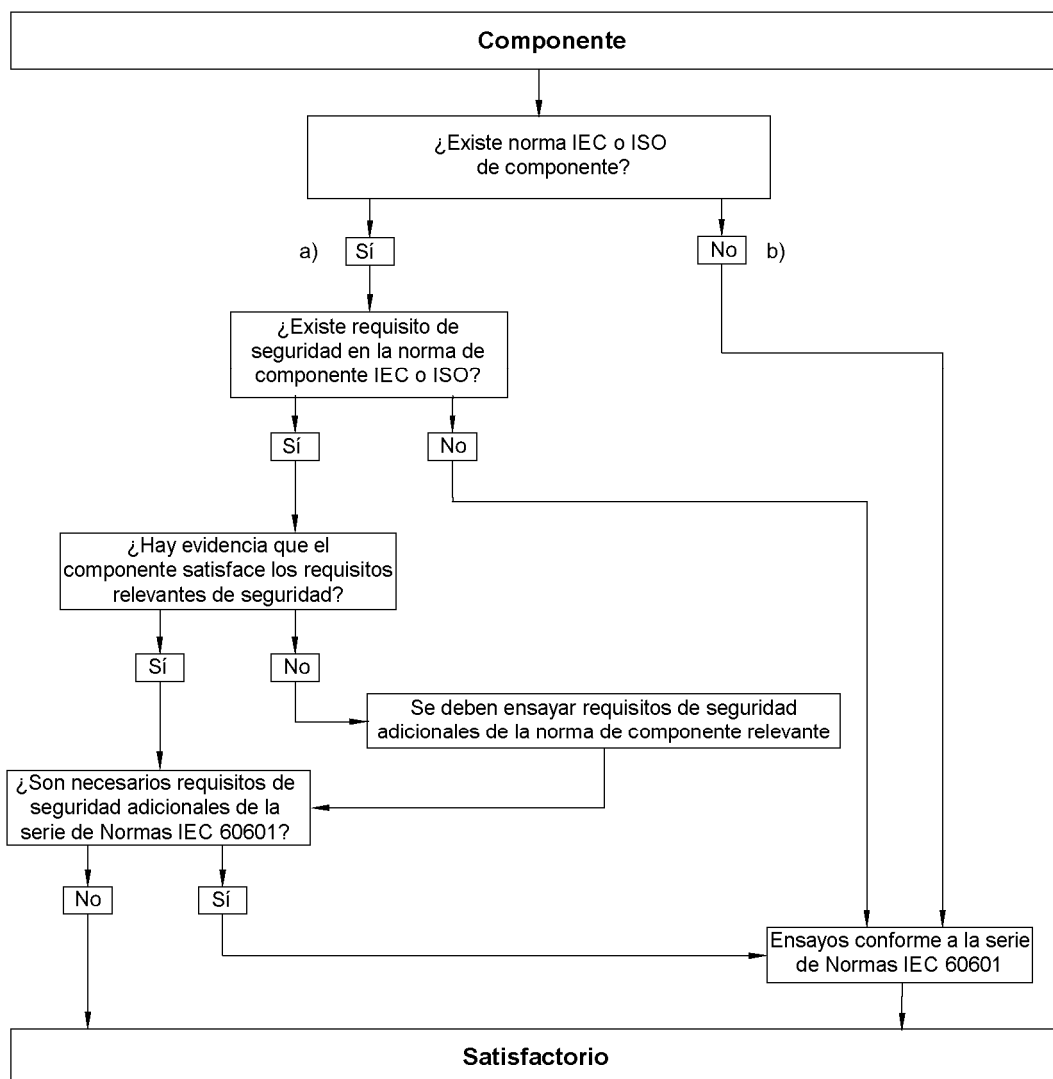 Componente
¿Existe norma IEC o ISO
de componente?
a)
Sí
No
b)
¿Existe requisito de
seguridad en la norma de
componente IEC o ISO?
Sí
No
¿Hay evidencia que el
componente satisface los requisitos
relevantes de seguridad?
Sí
No
Se deben ensayar requisitos de seguridad
adicionales de la norma de componente relevante
¿Son necesarios requisitos de
seguridad adicionales de la
serie de Normas IEC 60601?
No
Sí
Ensayos conforme a la serie
de Normas IEC 60601
Satisfactorio